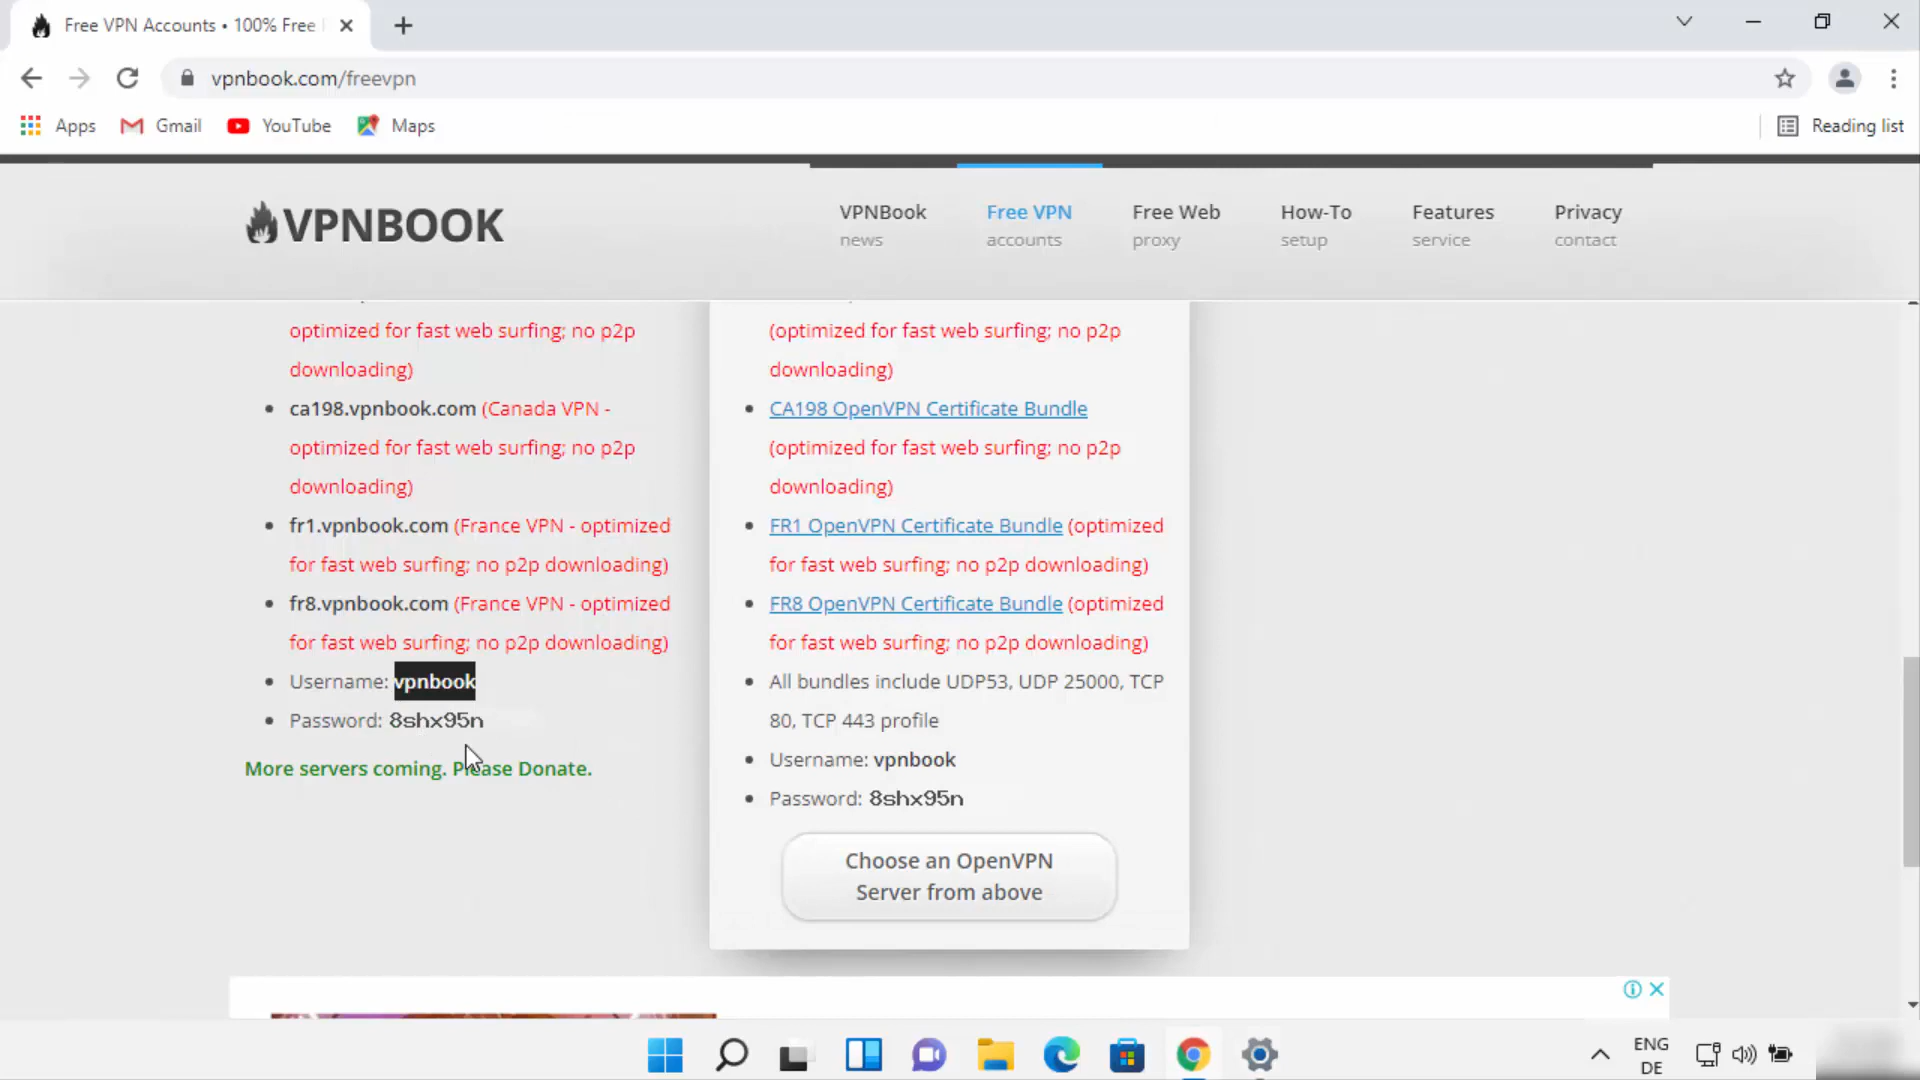 Free VPN Accounts • 100% Free
vpnbook.com/freevpn
Apps
Gmail
YouTube
Maps
Reading list
VPNBOOK
VPNBook
news
Free VPN
accounts
Free Web
proxy
How-To
setup
Features
service
Privacy
contact
optimized for fast web surfing; no p2p
downloading)
ca198.vpnbook.com (Canada VPN -
optimized for fast web surfing; no p2p
downloading)
fr1.vpnbook.com (France VPN - optimized
for fast web surfing; no p2p downloading)
fr8.vpnbook.com (France VPN - optimized
for fast web surfing; no p2p downloading)
Username: vpnbook
Password: 8shx95n
More servers coming. Please Donate.
(optimized for fast web surfing; no p2p
downloading)
CA198 OpenVPN Certificate Bundle
(optimized for fast web surfing; no p2p
downloading)
FR1 OpenVPN Certificate Bundle (optimized
for fast web surfing; no p2p downloading)
FR8 OpenVPN Certificate Bundle (optimized
for fast web surfing; no p2p downloading)
All bundles include UDP53, UDP 25000, TCP
80, TCP 443 profile
Username: vpnbook
Password: 8shx95n
Choose an OpenVPN
Server from above
ENG
DE